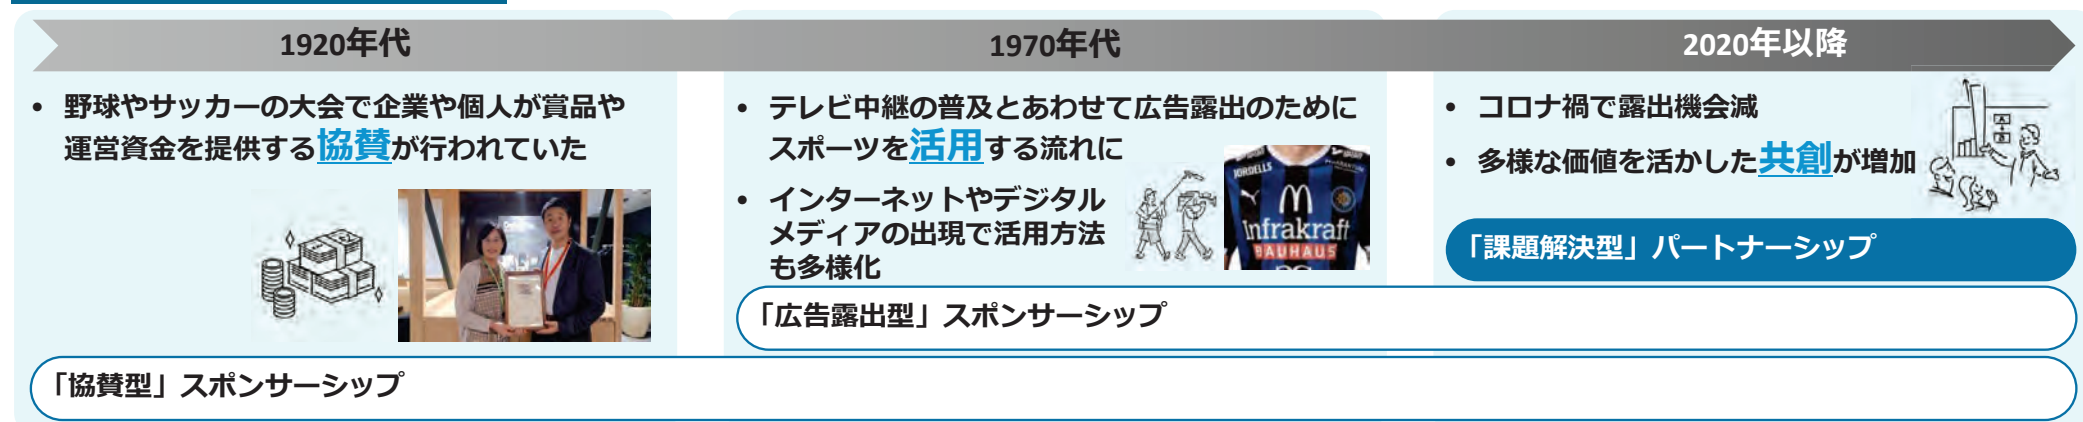 1920年代
1970年代
2020年以降
• 野球やサッカーの大会で企業や個人が賞品や
運営資金を提供する協賛が行われていた
• テレビ中継の普及とあわせて広告露出のために
スポーツを活用する流れに
• インターネットやデジタル
メディアの出現で活用方法
も多様化
JORDELLS
Infrakraft
BAUHAUS
• コロナ禍で露出機会減
• 多様な価値を活かした共創が増加
「課題解決型」パートナーシップ
「広告露出型」スポンサーシップ
「協賛型」スポンサーシップ